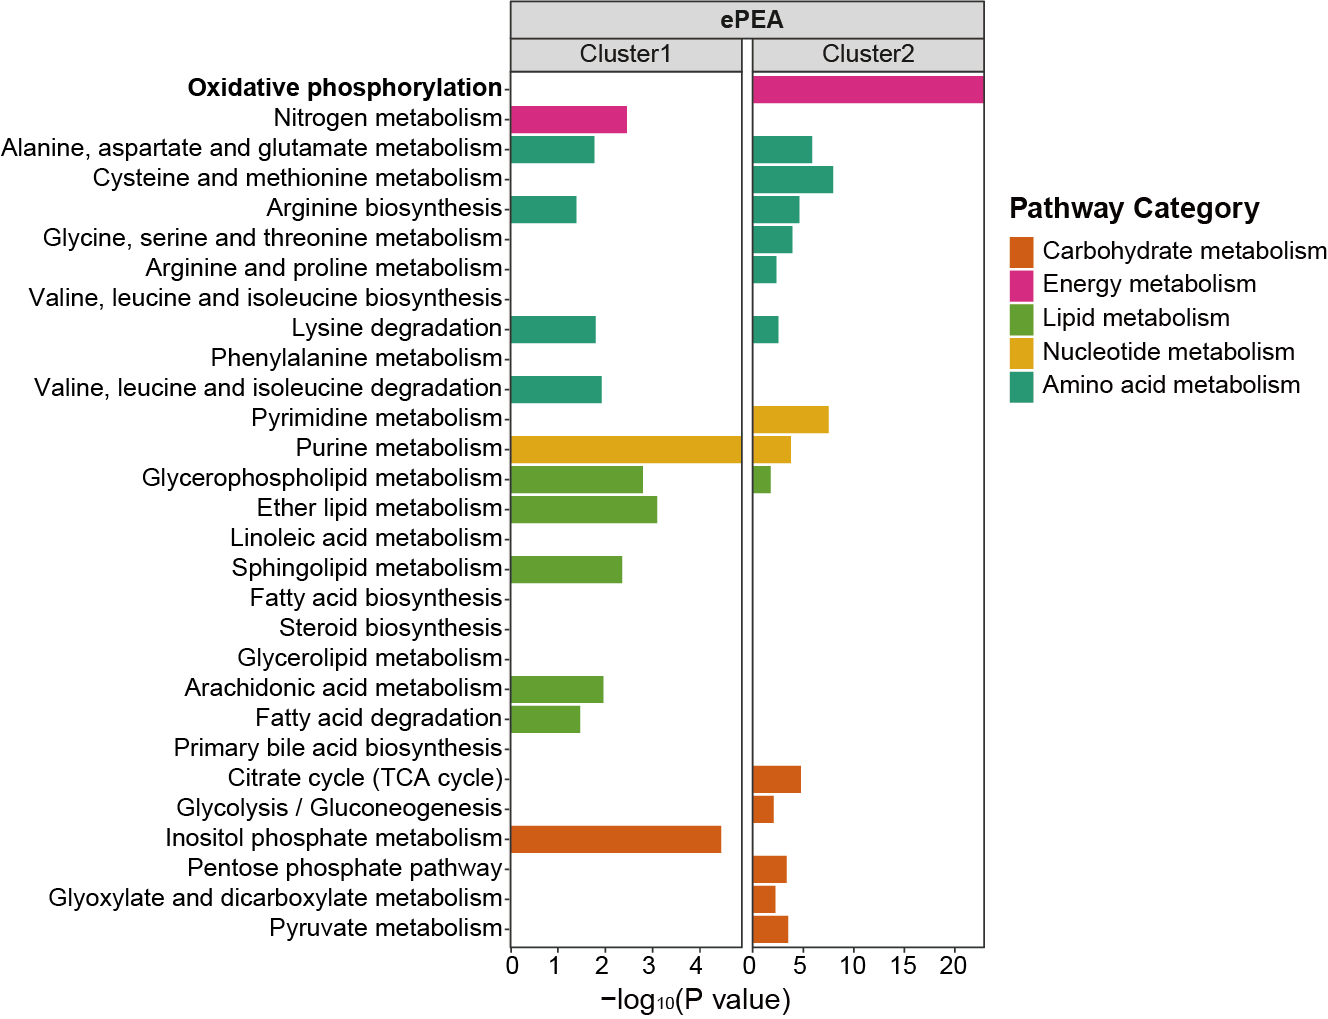 ePEA
Cluster1
Cluster2
Oxidative phosphorylation
Nitrogen metabolism
Alanine, aspartate and glutamate metabolism
Cysteine and methionine metabolism
Arginine biosynthesis
Glycine, serine and threonine metabolism
Arginine and proline metabolism
Valine, leucine and isoleucine biosynthesis
Lysine degradation
Phenylalanine metabolism
Valine, leucine and isoleucine degradation
Pyrimidine metabolism
Purine metabolism
Glycerophospholipid metabolism
Ether lipid metabolism
Linoleic acid metabolism
Sphingolipid metabolism
Fatty acid biosynthesis
Steroid biosynthesis
Glycerolipid metabolism
Arachidonic acid metabolism
Fatty acid degradation
Primary bile acid biosynthesis
Citrate cycle (TCA cycle)
Glycolysis / Gluconeogenesis
Inositol phosphate metabolism
Pentose phosphate pathway
Glyoxylate and dicarboxylate metabolism
Pyruvate metabolism
0 1 2 3 4
0 5 10 15 20
−log10(P value)
Pathway Category
Carbohydrate metabolism
Energy metabolism
Lipid metabolism
Nucleotide metabolism
Amino acid metabolism